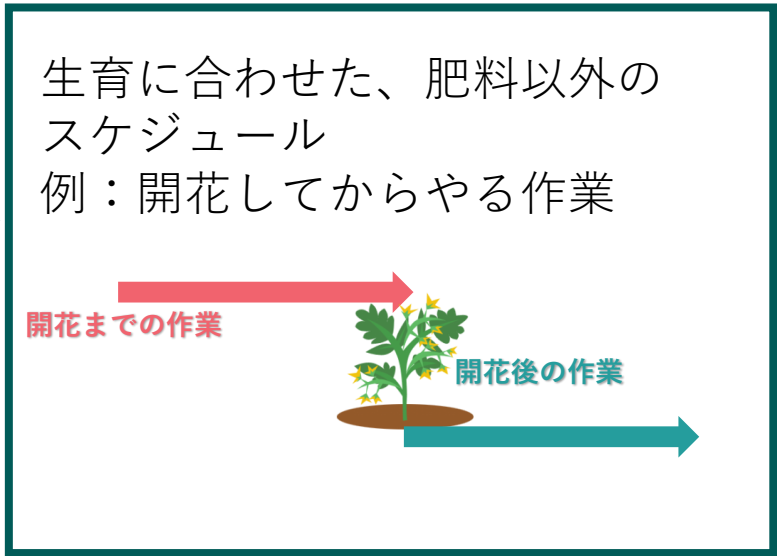 生育に合わせた、肥料以外の
スケジュール
例：開花してからやる作業
開花までの作業
開花後の作業